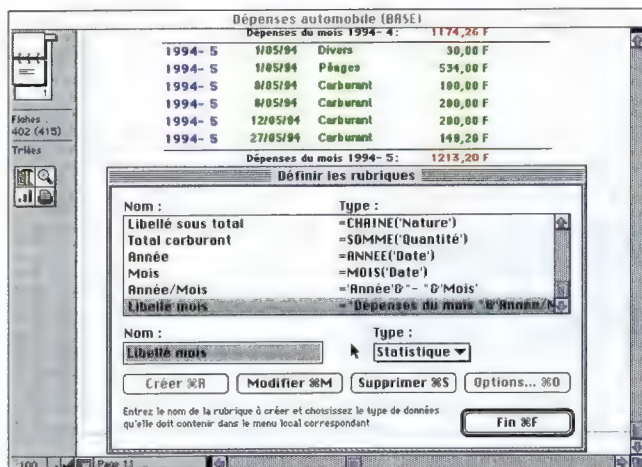 Dépenses automobile (BASE)
Dépenses du mois 1994- 4: 1174,26 F
1994- 5 1/05/94 Divers 30,00 F
1994- 5 1/05/94 Péages 534,00 F
1994- 5 8/05/94 Carburant 100,00 F
1994- 5 8/05/94 Carburant 200,00 F
1994- 5 12/05/94 Carburant 200,00 F
1994- 5 27/05/94 Carburant 149,20 F
Dépenses du mois 1994- 5: 1213,20 F
1
Fiches
402 (415)
Triées
Définir les rubriques
Nom : Type :
Libellé sous total =CHAINE('Nature')
Total carburant =SOMME('Quantité')
Année =ANNEE('Date')
Mois =MOIS('Date')
Année/Mois ='Année'&"- "&'Mois'
Libellé mois ="Dépenses du mois "&'Année/M
Nom : Type :
Libellé mois Statistique
Créer ⌘R Modifier ⌘M Supprimer ⌘S Options... ⌘O
Entrez le nom de la rubrique à créer et choisissez le type de données
qu'elle doit contenir dans le menu local correspondant
Fin ⌘F
100 Page 11